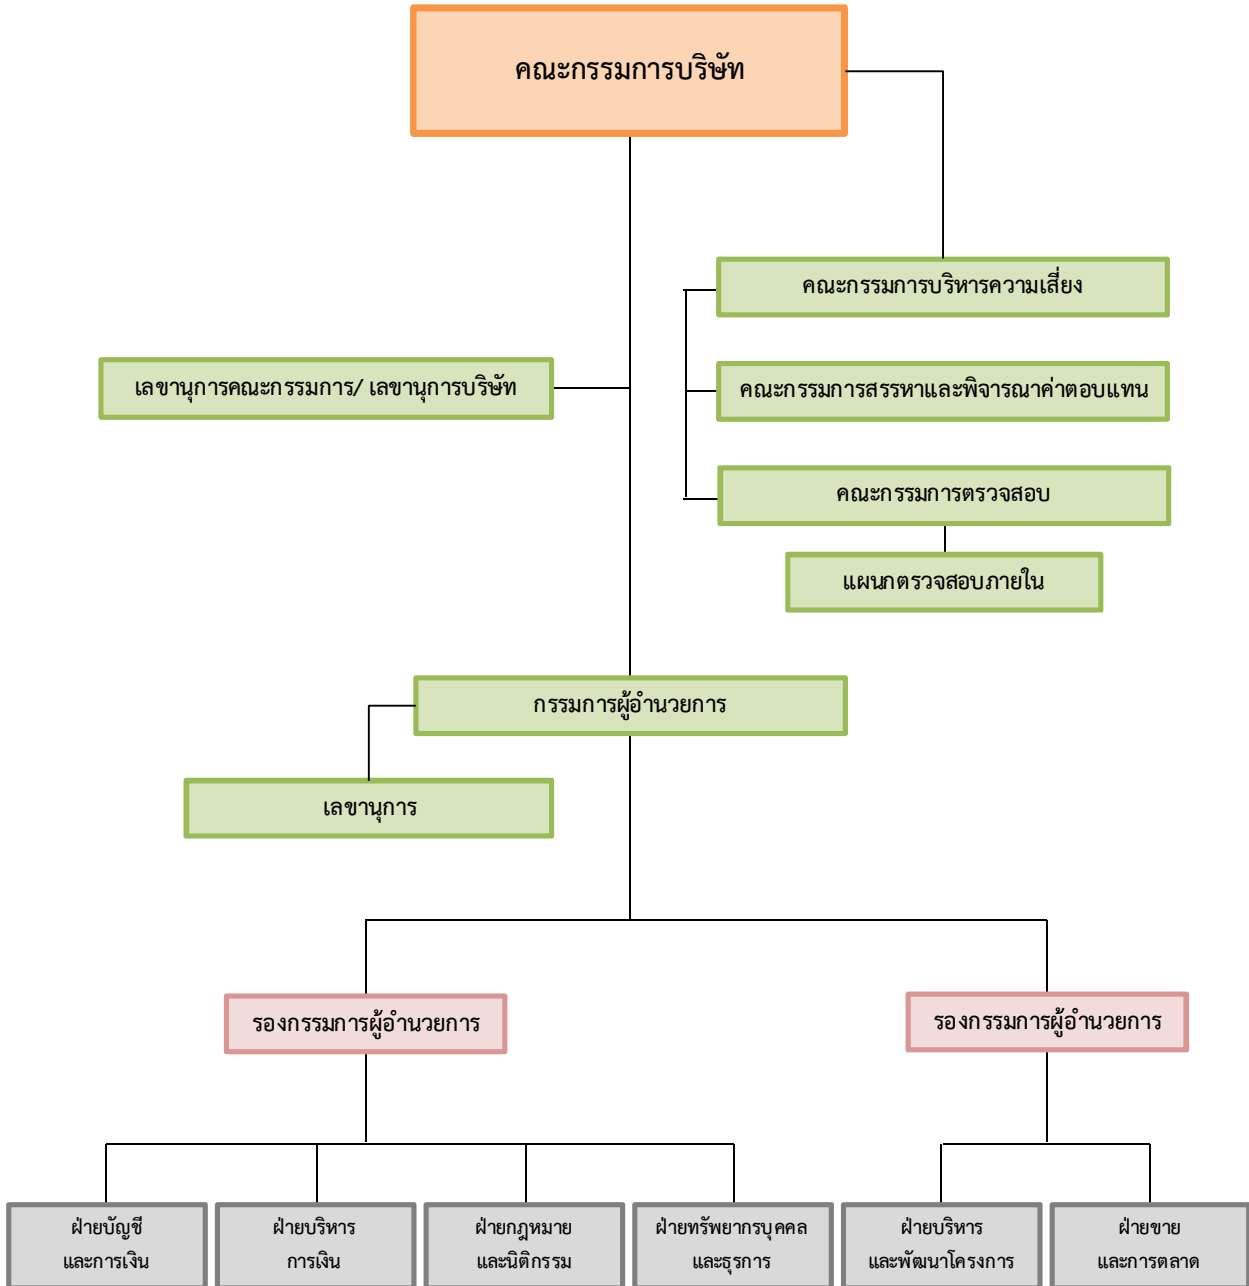 คณะกรรมการบริษัท
คณะกรรมการบริหารความเสี่ยง
เลขานุการคณะกรรมการ/ เลขานุการบริษัท
คณะกรรมการสรรหาและพิจารณาค่าตอบแทน
คณะกรรมการตรวจสอบ
แผนกตรวจสอบภายใน
กรรมการผู้อำนวยการ
เลขานุการ
รองกรรมการผู้อำนวยการ
รองกรรมการผู้อำนวยการ
ฝ่ายบัญชี
และการเงิน
ฝ่ายบริหาร
การเงิน
ฝ่ายกฎหมาย
และนิติกรรม
ฝ่ายทรัพยากรบุคคล
และธุรการ
ฝ่ายบริหาร
และพัฒนาโครงการ
ฝ่ายขาย
และการตลาด